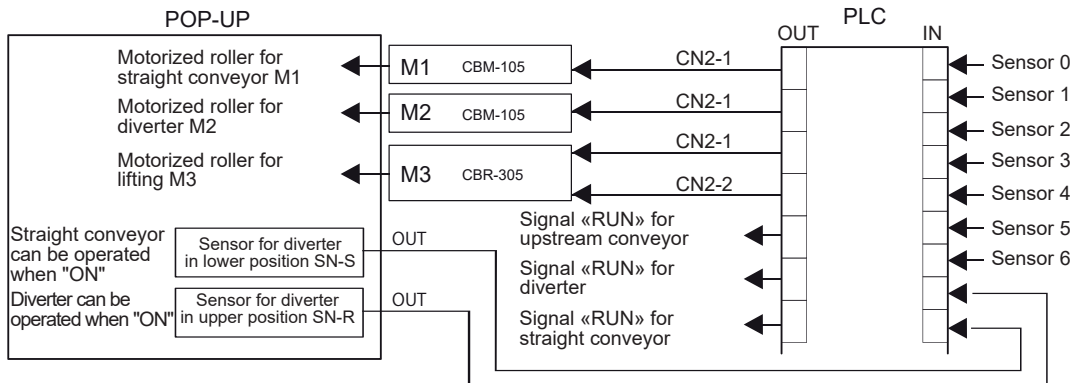 POP-UP
PLC
OUT
IN
Motorized roller for
straight conveyor M1
M1 CBM-105
CN2-1
Sensor 0
Sensor 1
Motorized roller for
diverter M2
M2 CBM-105
CN2-1
Sensor 2
Motorized roller for
lifting M3
M3 CBR-305
CN2-1
CN2-2
Sensor 3
Sensor 4
Straight conveyor
can be operated
when "ON"
Sensor for diverter
in lower position SN-S
OUT
Signal «RUN» for
upstream conveyor
Sensor 5
Sensor 6
Diverter can be
operated when "ON"
Sensor for diverter
in upper position SN-R
OUT
Signal «RUN» for
diverter
Signal «RUN» for
straight conveyor